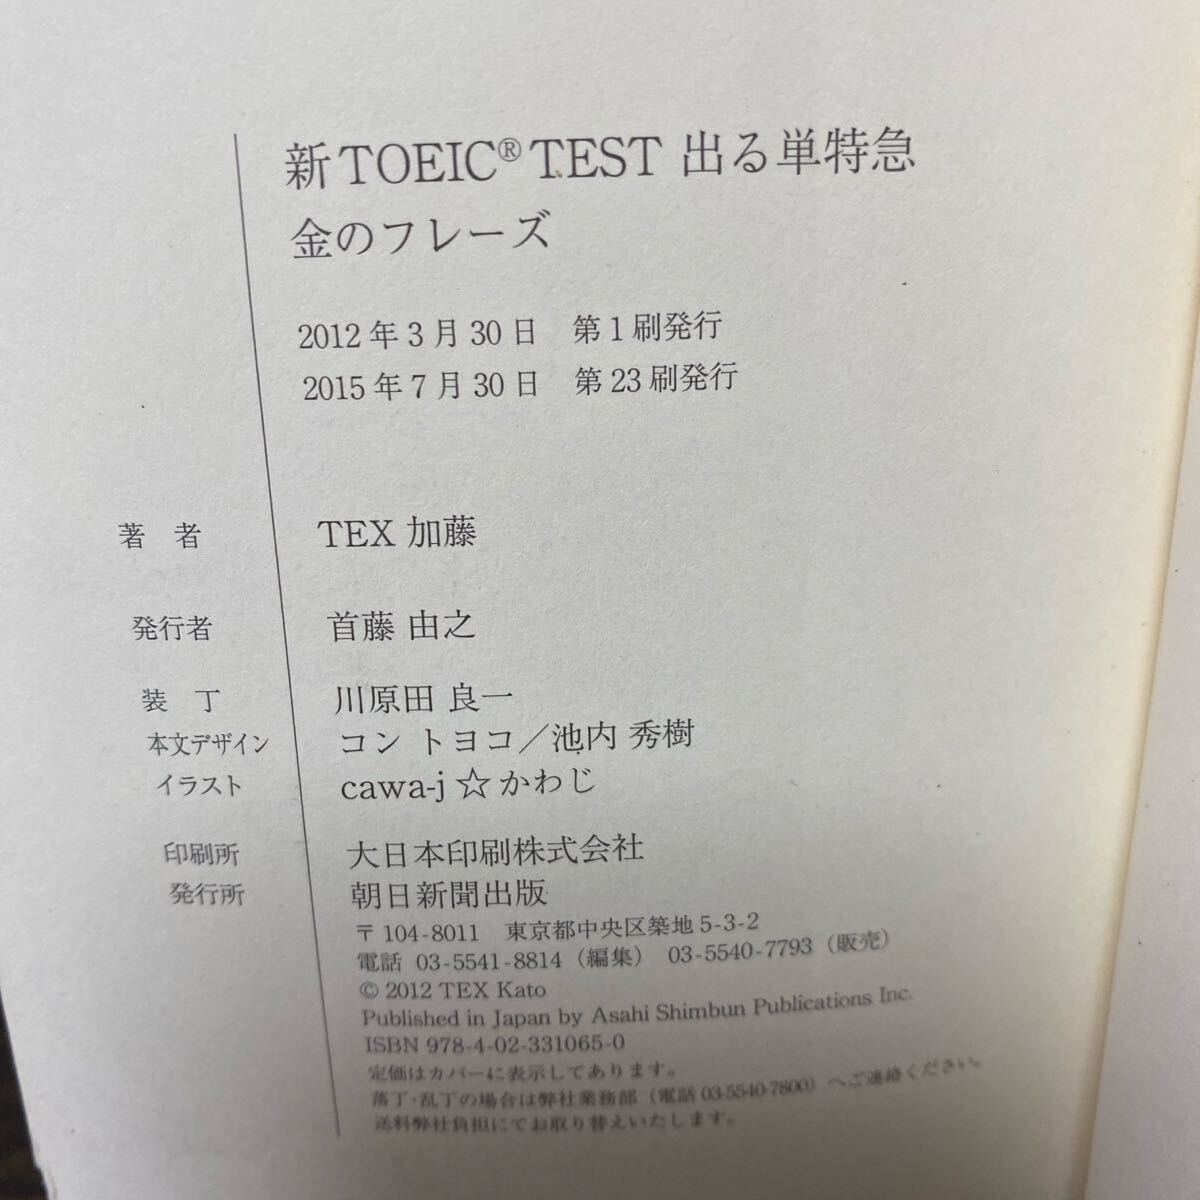 新TOEIC® TEST 出る単特急
金のフレーズ
2012年3月30日 第1刷発行
2015年7月30日 第23刷発行
著 者 TEX 加藤
発行者 首藤 由之
装 丁 川原田 良一
本文デザイン コン トヨコ/池内 秀樹
イラスト cawa-j☆かわじ
印刷所 大日本印刷株式会社
発行所 朝日新聞出版
〒104-8011 東京都中央区築地5-3-2
電話 03-5541-8814(編集) 03-5540-7793(販売)
© 2012 TEX Kato
Published in Japan by Asahi Shimbun Publications Inc.
ISBN 978-4-02-331065-0
定価はカバーに表示してあります。
落丁・乱丁の場合は弊社業務部(電話 03-5540-7800)へご連絡ください。
送料弊社負担にてお取り替えいたします。